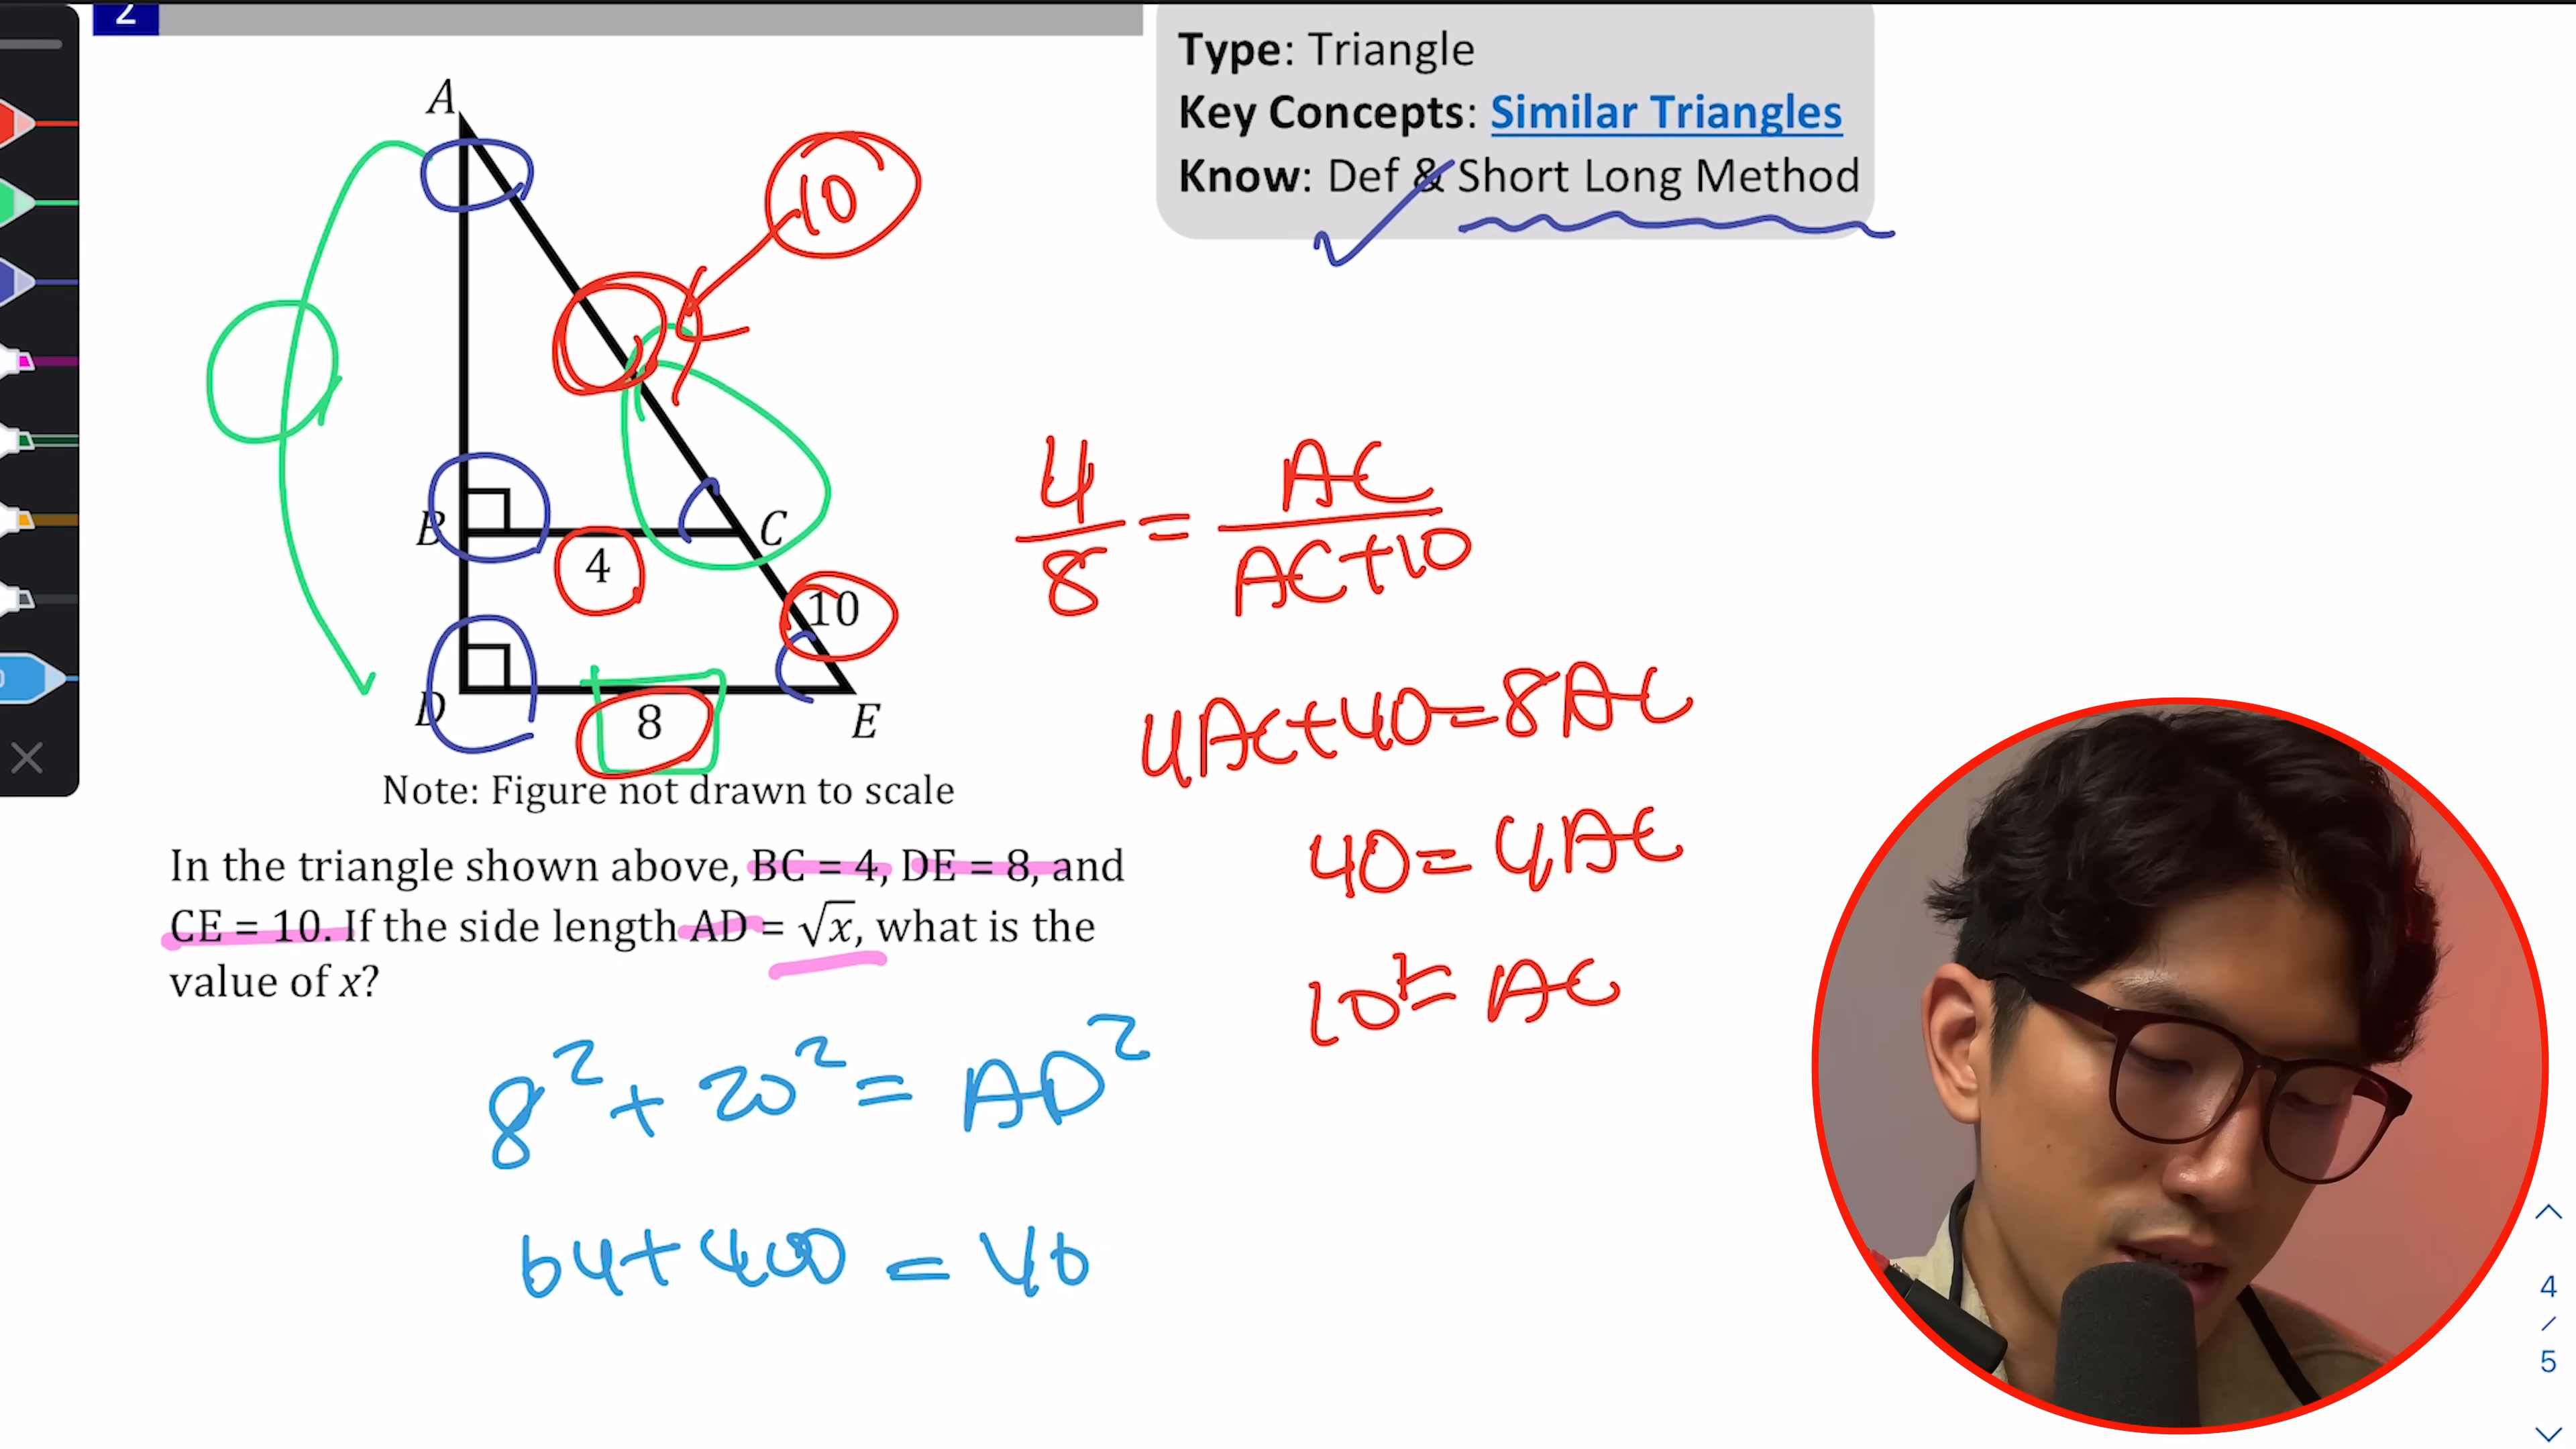 2
Type: Triangle
Key Concepts: Similar Triangles
Know: Def & Short Long Method
A
10
B
C
4
10
D
8
E
Note: Figure not drawn to scale
In the triangle shown above, BC = 4, DE = 8, and
CE = 10. If the side length AD = √x, what is the
value of x?
4/8 = AC/AC+10
4AC+40=8AC
40=4AC
10=AC
8²+20²=AD²
64+400=46
4
/
5